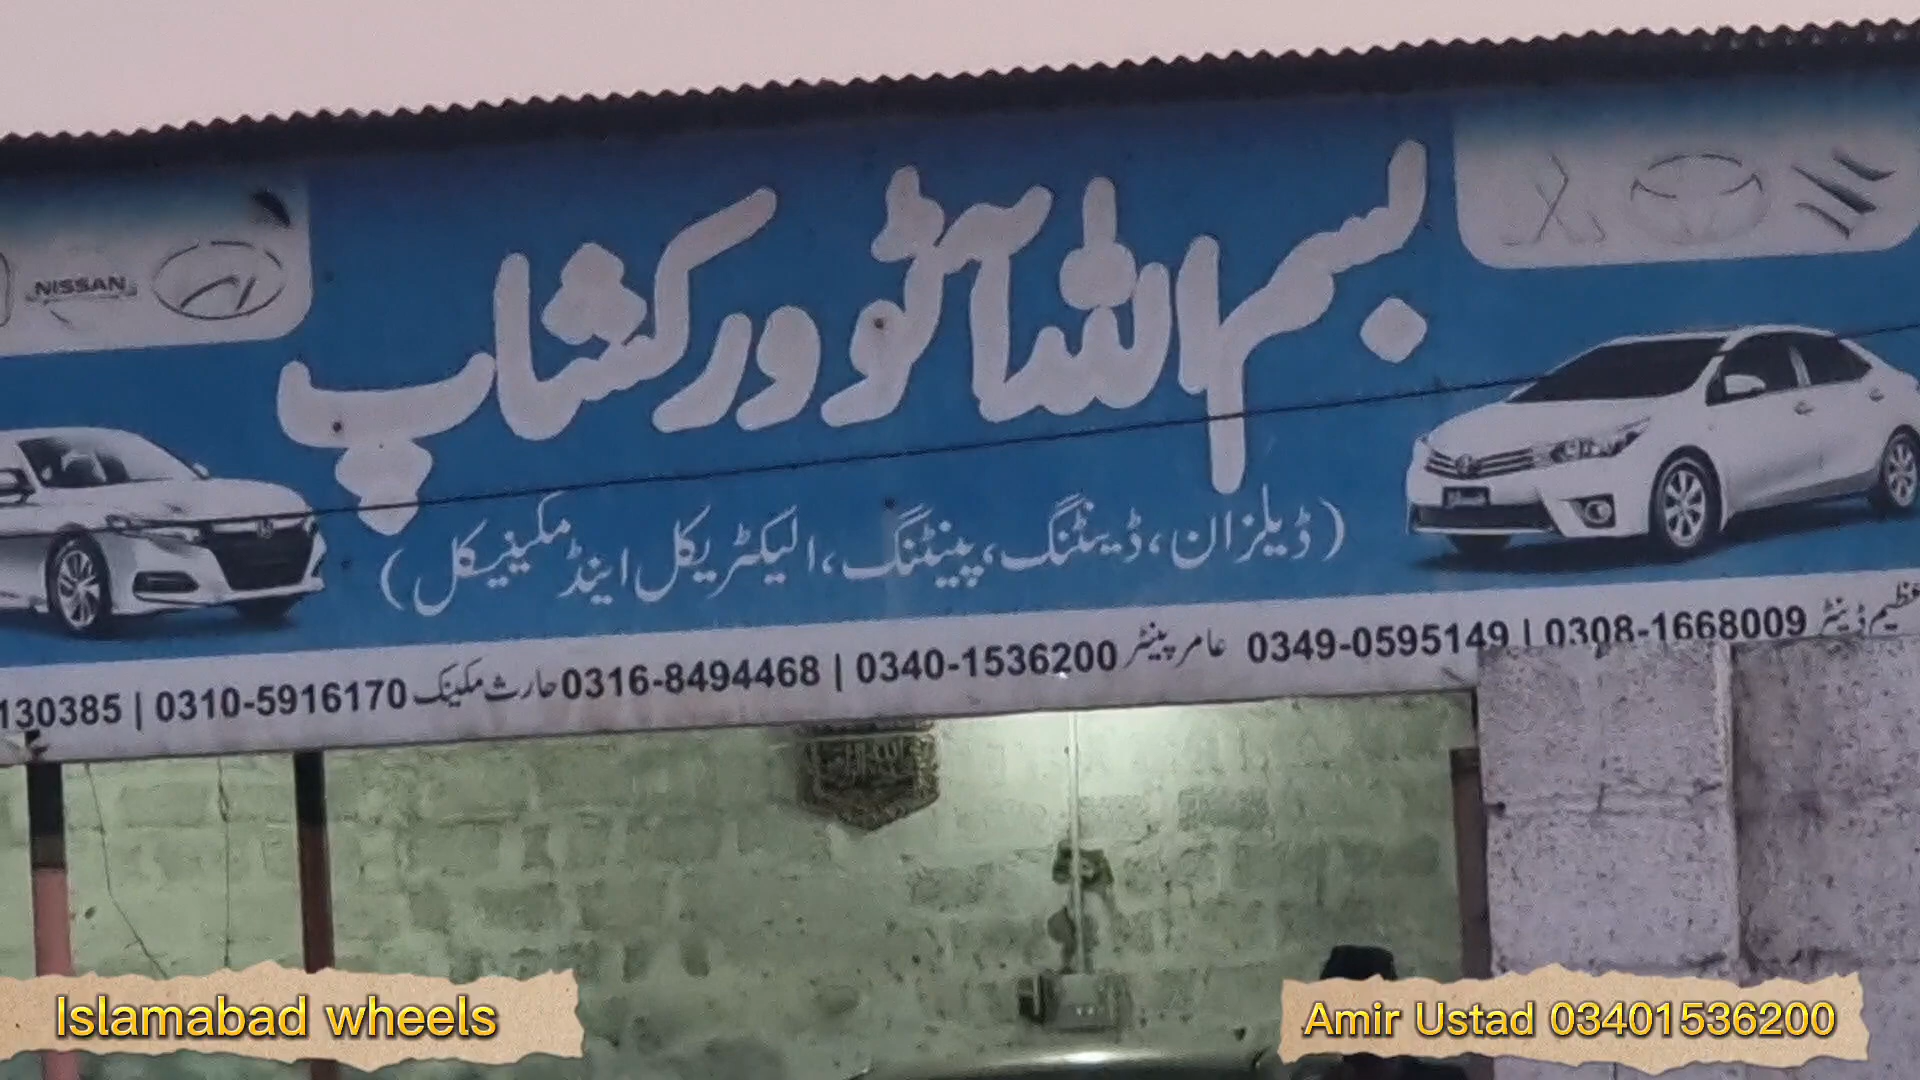 بسم اللہ آٹو ورکشاپ
(ڈیلزان، ڈینٹنگ، پینٹنگ، الیکٹریکل اینڈ مکینیکل)
عظیم ڈینٹر 0308-1668009 | 0349-0595149 عامر پینٹر 0340-1536200 | 0316-8494468 حارث مکینک 0310-5916170 | 130385
NISSAN
Islamabad wheels
Amir Ustad 03401536200